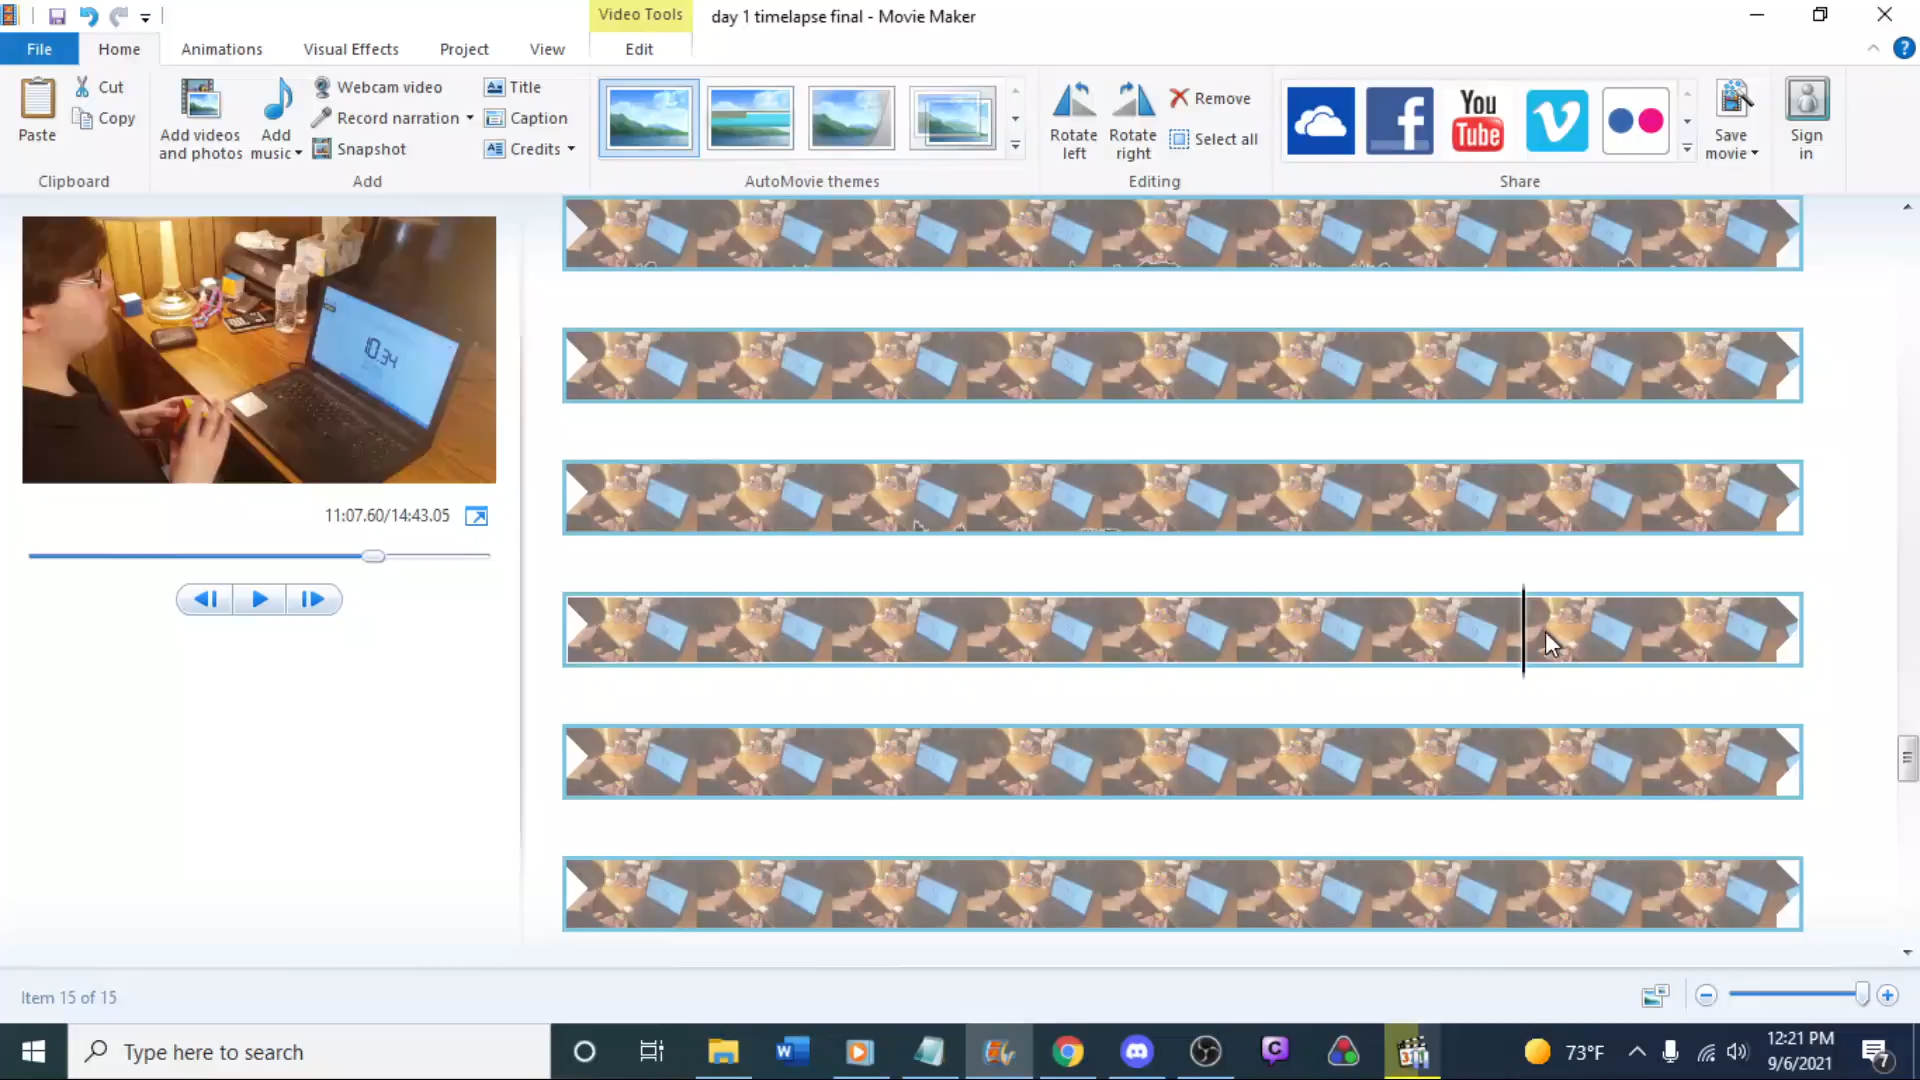 Video Tools
day 1 timelapse final - Movie Maker
File
Home
Animations
Visual Effects
Project
View
Edit
Paste
Cut
Copy
Clipboard
Add videos
and photos
Add
music
Webcam video
Record narration
Snapshot
Title
Caption
Credits
Add
AutoMovie themes
Rotate
left
Rotate
right
Remove
Select all
Editing
You
Tube
Share
Save
movie
Sign
in
10.34
11:07.60/14:43.05
Item 15 of 15
Type here to search
73°F
12:21 PM
9/6/2021
7